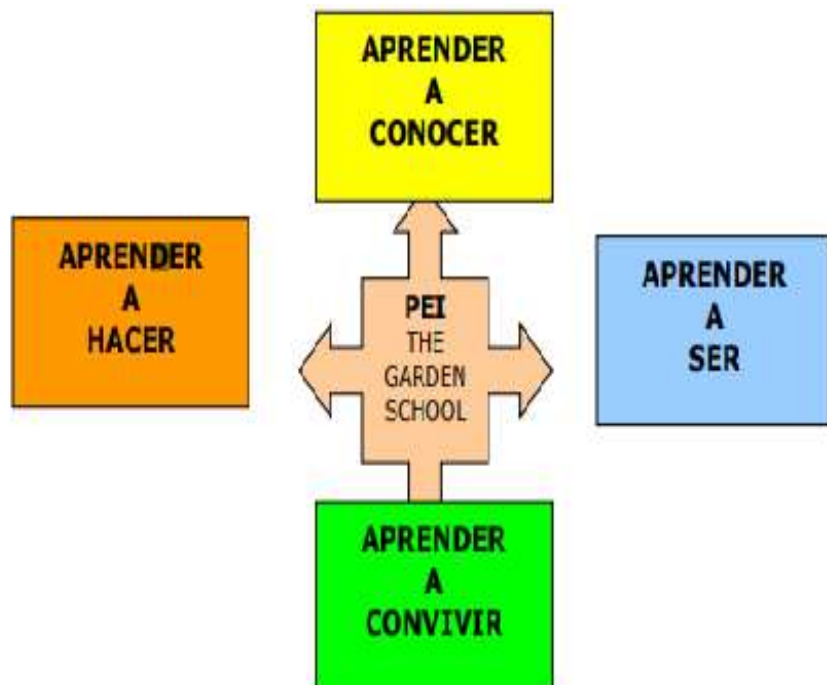 APRENDER
A
CONOCER
APRENDER
A
HACER
PEI
THE
GARDEN
SCHOOL
APRENDER
A
SER
APRENDER
A
CONVIVIR